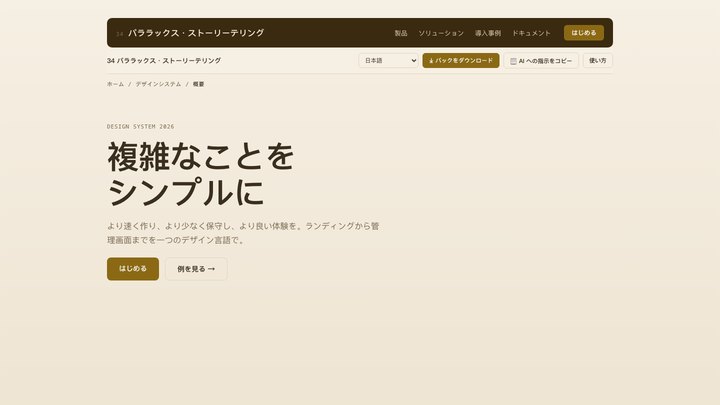 34 パララックス・ストーリーテリング 製品 ソリューション 導入事例 ドキュメント はじめる
34 パララックス・ストーリーテリング 日本語 パックをダウンロード AI への指示をコピー 使い方
ホーム / デザインシステム / 概要
DESIGN SYSTEM 2026
複雑なことを
シンプルに
より速く作り、より少なく保守し、より良い体験を。ランディングから管
理画面までを一つのデザイン言語で。
はじめる 例を見る →